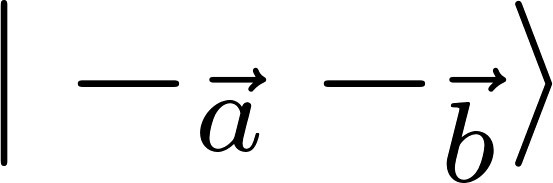 | − a⃗ − b⃗ ⟩